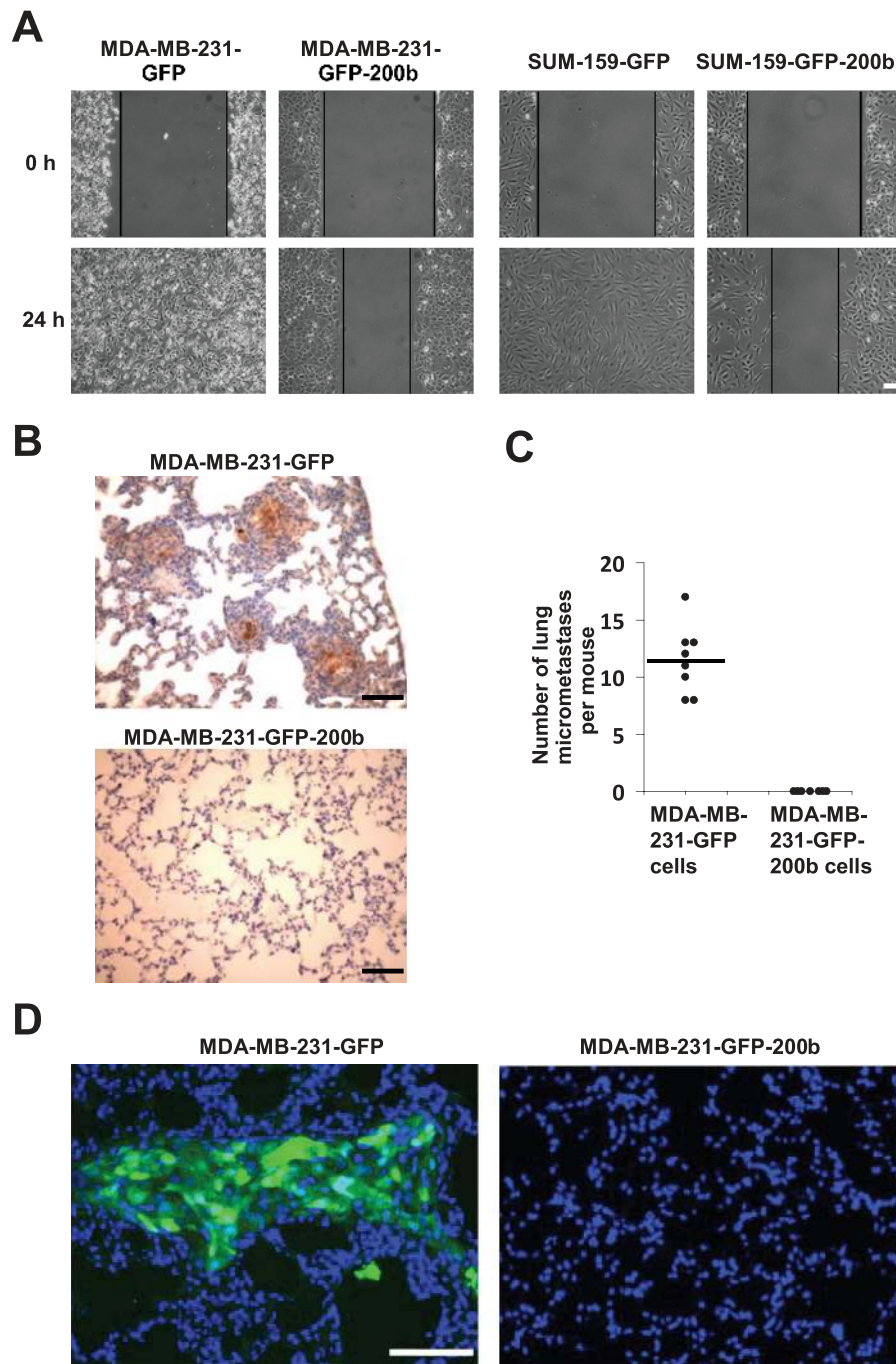 A
MDA-MB-231-
GFP
MDA-MB-231-
GFP-200b
SUM-159-GFP
SUM-159-GFP-200b
0 h
24 h
B
MDA-MB-231-GFP
MDA-MB-231-GFP-200b
C
Number of lung
micrometastases
per mouse
20
15
10
5
0
MDA-MB-
231-GFP
cells
MDA-MB-
231-GFP-
200b cells
D
MDA-MB-231-GFP
MDA-MB-231-GFP-200b